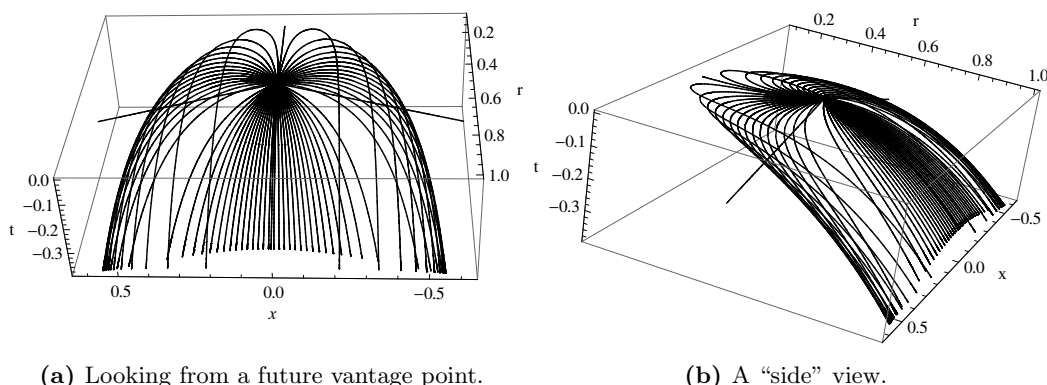 0.2
0.4
r
0.6
0.8
1.0
0.0
−0.1
t −0.2
−0.3
0.5 0.0 −0.5
x
r
0.2
0.4
0.6
0.8
1.0
0.0
−0.1
t
−0.2
−0.3
−0.5
0.0 x
0.5
(a) Looking from a future vantage point.
(b) A “side” view.